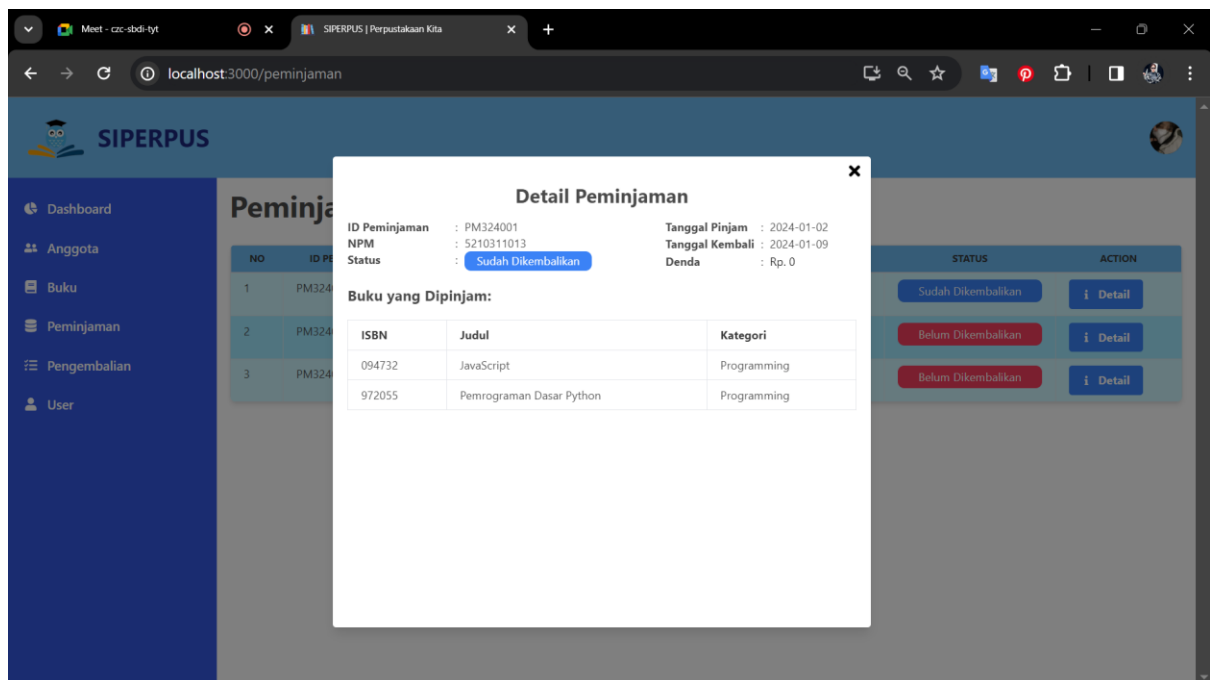 Meet - czc-sbdi-tyt
SIPERPUS | Perpustakaan Kita
localhost:3000/peminjaman
SIPERPUS
Dashboard
Anggota
Buku
Peminjaman
Pengembalian
User
Peminja
NO ID PE STATUS ACTION
1 PM324 Sudah Dikembalikan i Detail
2 PM324 Belum Dikembalikan i Detail
3 PM324 Belum Dikembalikan i Detail
Detail Peminjaman
ID Peminjaman : PM324001 Tanggal Pinjam : 2024-01-02
NPM : 5210311013 Tanggal Kembali : 2024-01-09
Status : Sudah Dikembalikan Denda : Rp. 0
Buku yang Dipinjam:
ISBN Judul Kategori
094732 JavaScript Programming
972055 Pemrograman Dasar Python Programming